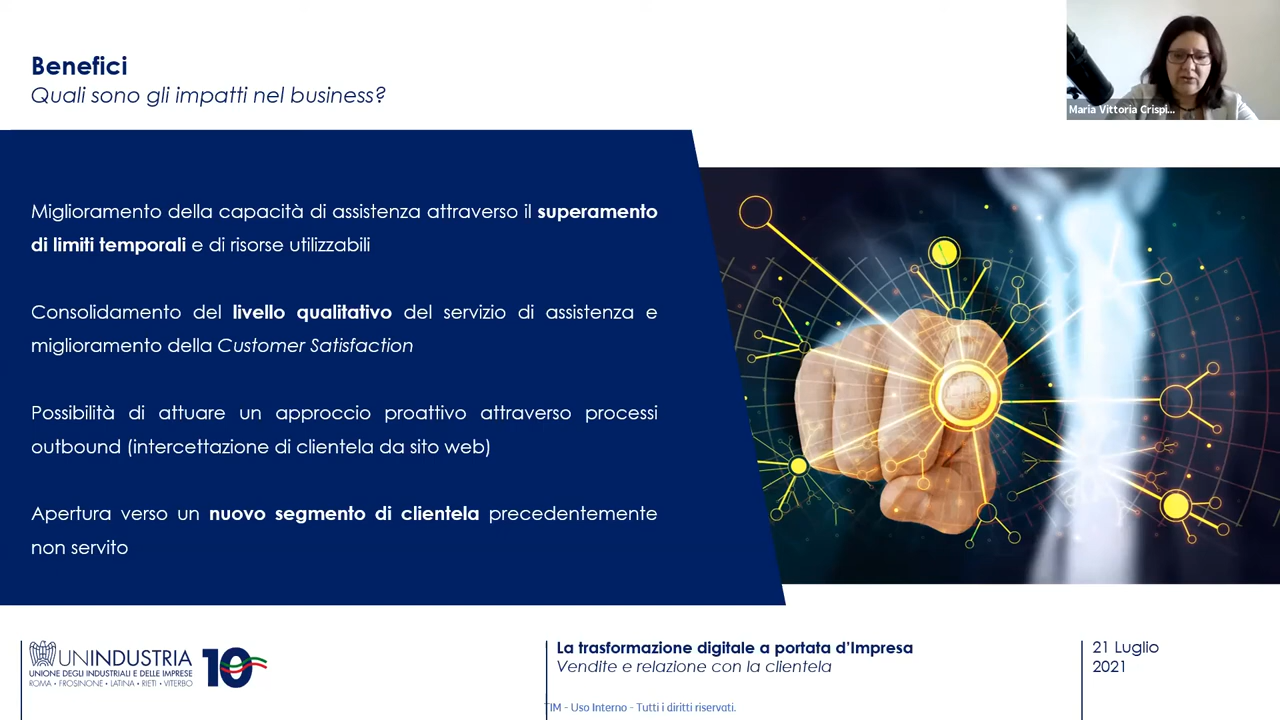 Benefici
Quali sono gli impatti nel business?
Maria Vittoria Crispi...
Miglioramento della capacità di assistenza attraverso il superamento
di limiti temporali e di risorse utilizzabili
Consolidamento del livello qualitativo del servizio di assistenza e
miglioramento della Customer Satisfaction
Possibilità di attuare un approccio proattivo attraverso processi
outbound (intercettazione di clientela da sito web)
Apertura verso un nuovo segmento di clientela precedentemente
non servito
UNINDUSTRIA
UNIONE DEGLI INDUSTRIALI E DELLE IMPRESE
ROMA • FROSINONE • LATINA • RIETI • VITERBO
10
La trasformazione digitale a portata d'Impresa
Vendite e relazione con la clientela
21 Luglio
2021
TIM - Uso Interno - Tutti i diritti riservati.